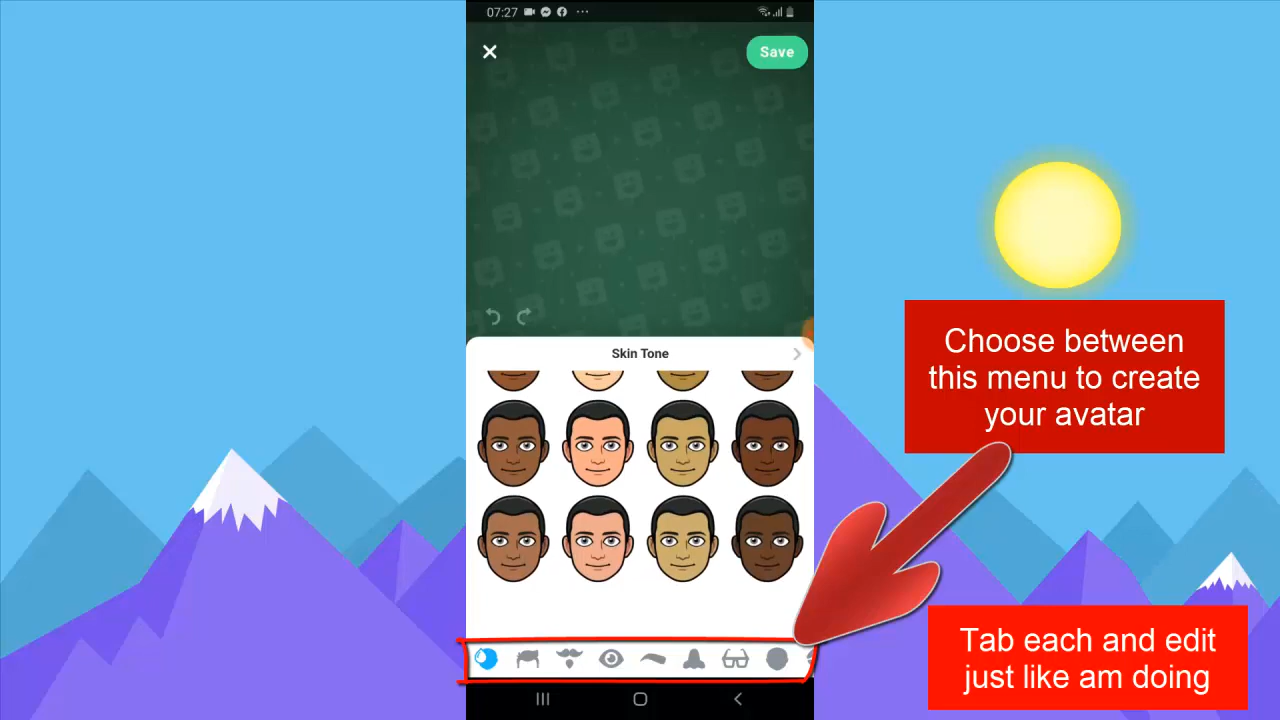 07:27
Save
Skin Tone
Choose between
this menu to create
your avatar
Tab each and edit
just like am doing